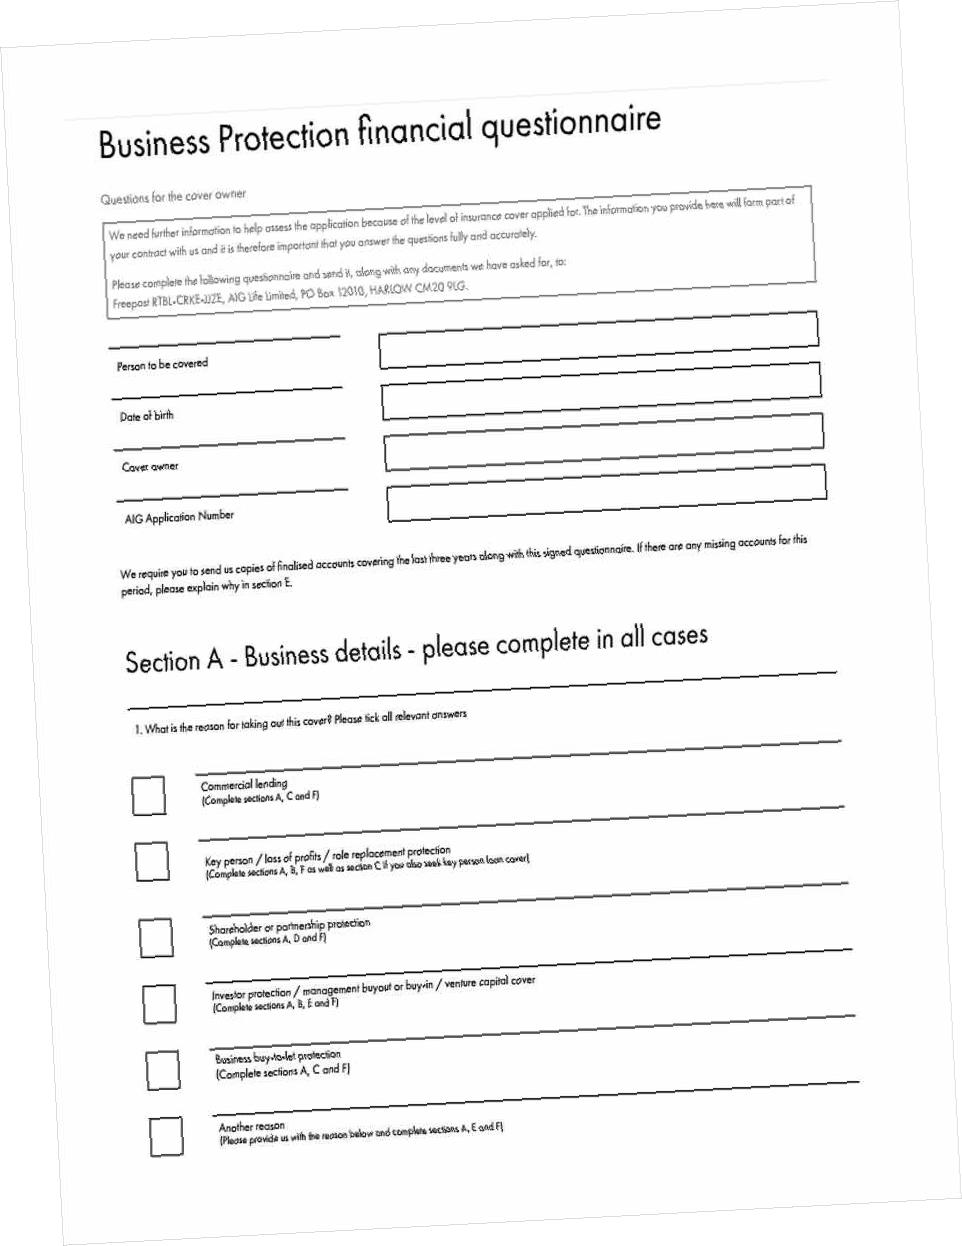 Business Protection financial questionnaire
Questions for the cover owner
We need further information to help assess the application because of the level of insurance cover applied for. The information you provide here will form part of
your contract with us and it is therefore important that you answer the questions fully and accurately.
Please complete the following questionnaire and send it, along with any documents we have asked for, to:
Freepost RTBL-CRKE-JJZE, AIG Life Limited, PO Box 12010, HARLOW CM20 9LG.
Person to be covered
Date of birth
Cover owner
AIG Application Number
We require you to send us copies of finalised accounts covering the last three years along with this signed questionnaire. If there are any missing accounts for this
period, please explain why in section E.
Section A - Business details - please complete in all cases
1. What is the reason for taking out this cover? Please tick all relevant answers
Commercial lending
(Complete sections A, C and F)
Key person / loss of profits / role replacement protection
(Complete sections A, B, F as well as section C if you also seek key person loan cover)
Shareholder or partnership protection
(Complete sections A, D and F)
Investor protection / management buyout or buy-in / venture capital cover
(Complete sections A, B, E and F)
Business buy-to-let protection
(Complete sections A, C and F)
Another reason
(Please provide us with the reason below and complete sections A, E and F)